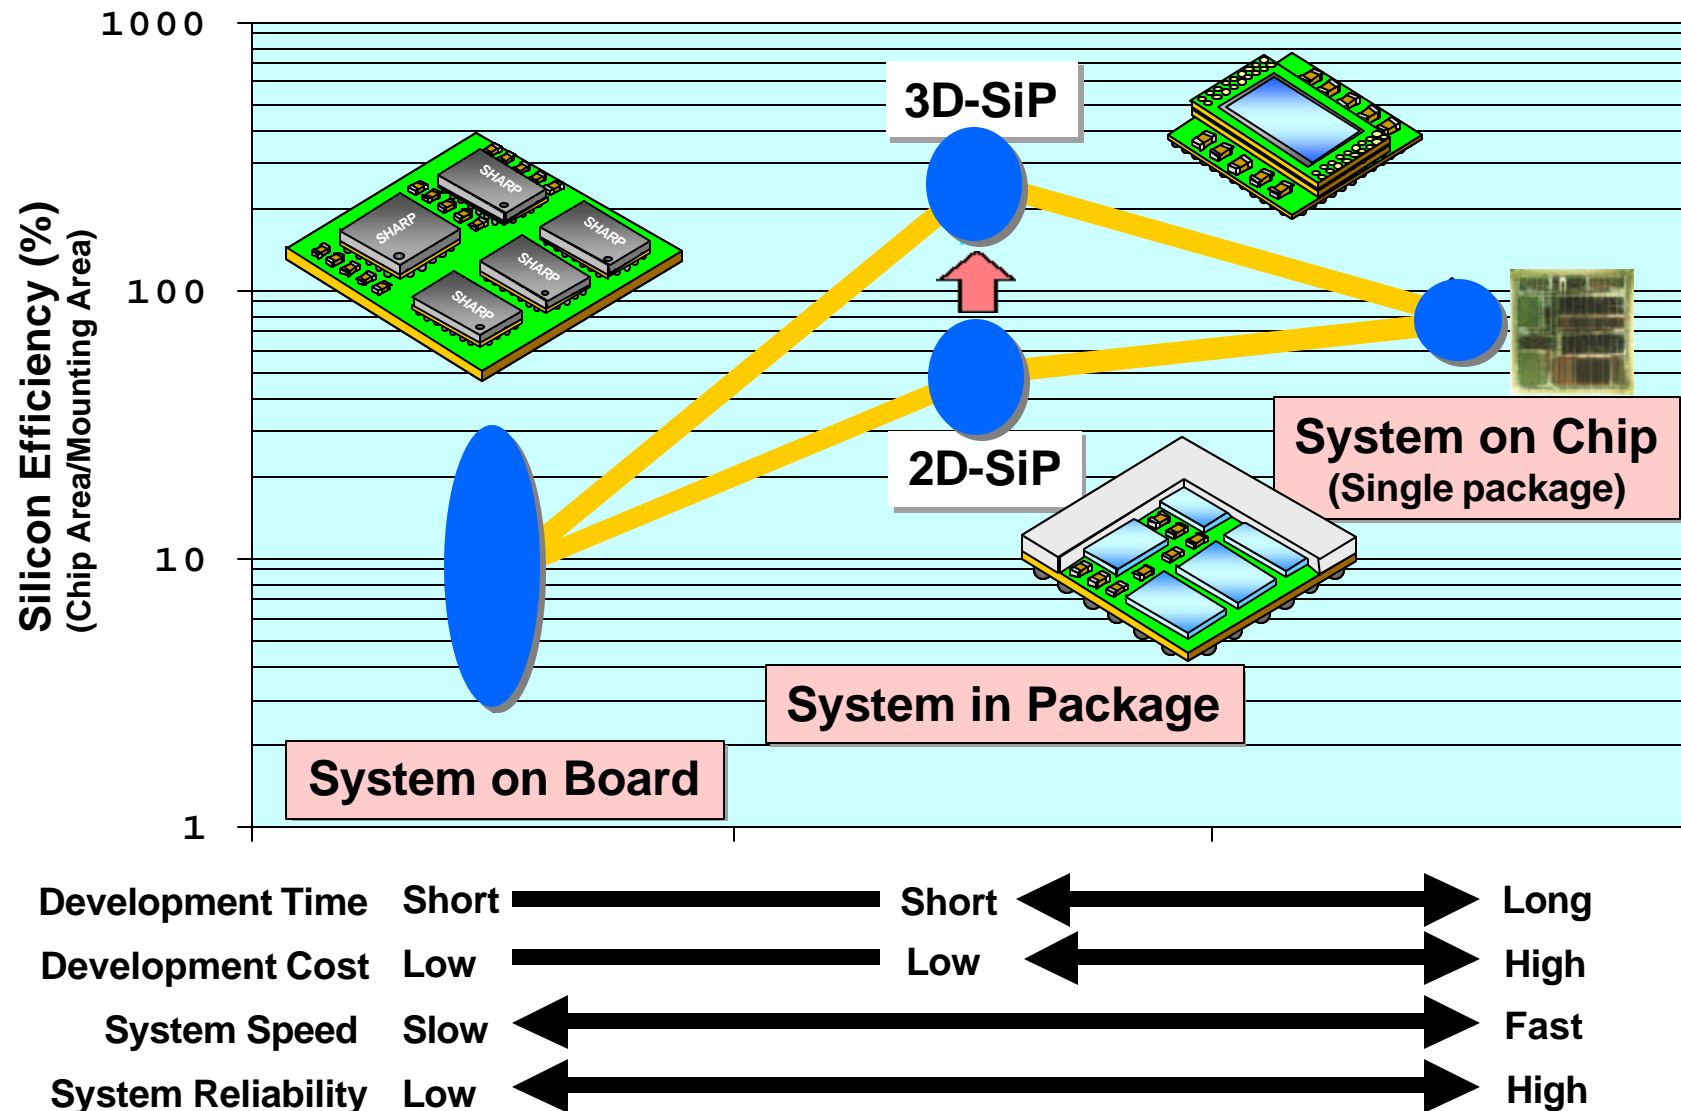 1000
3D-SiP
SHARP
SHARP
SHARP
SHARP
SHARP
Silicon Efficiency (%)
(Chip Area/Mounting Area)
100
System on Chip
(Single package)
2D-SiP
10
System in Package
System on Board
1
Development Time Short Short Long
Development Cost Low Low High
System Speed Slow Fast
System Reliability Low High